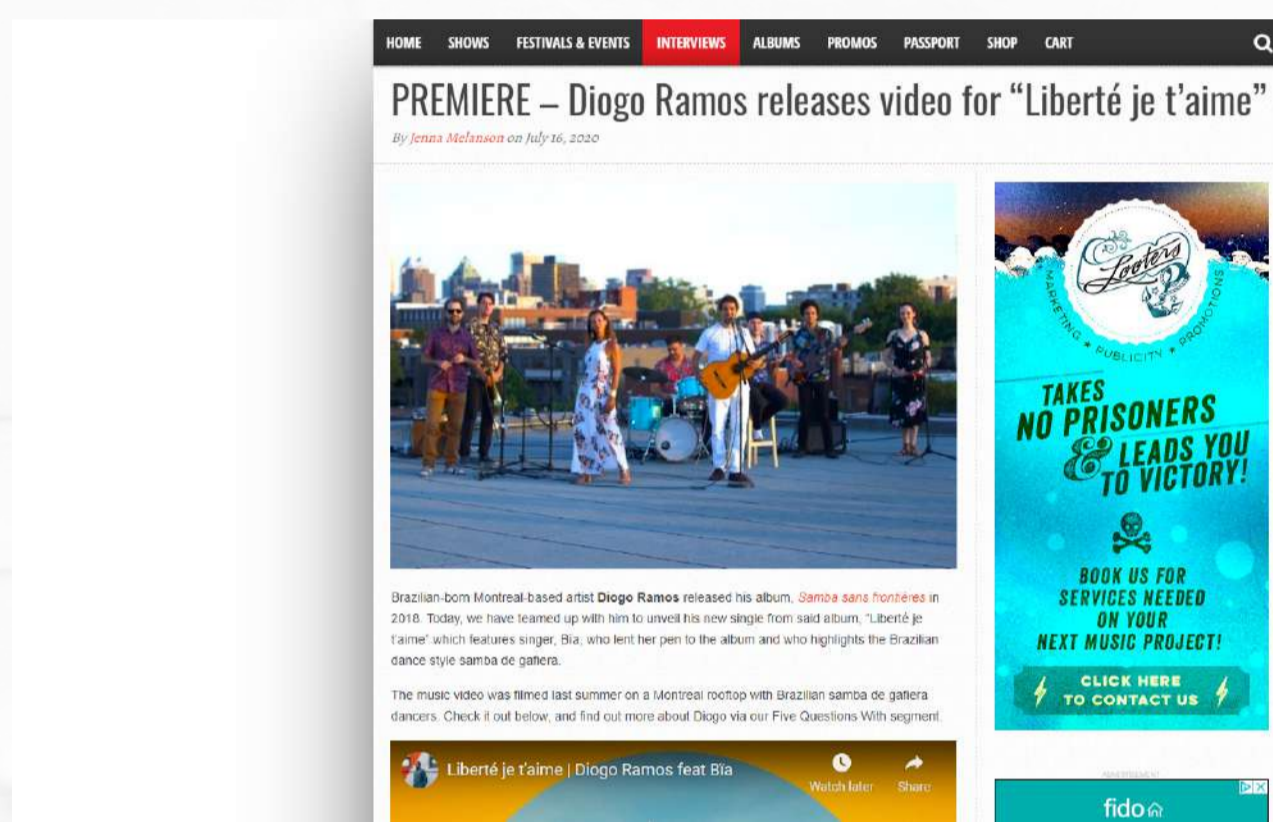 HOME SHOWS FESTIVALS & EVENTS INTERVIEWS ALBUMS PROMOS PASSPORT SHOP CART
PREMIERE – Diogo Ramos releases video for “Liberté je t’aime”
By Jenna Melanson on July 16, 2020
Brazilian-born Montreal-based artist Diogo Ramos released his album, Samba sans frontières in
2018. Today, we have teamed up with him to unveil his new single from said album, “Liberté je
t’aime” which features singer, Bïa, who lent her pen to the album and who highlights the Brazilian
dance style samba de gafiera.
The music video was filmed last summer on a Montreal rooftop with Brazilian samba de gafiera
dancers. Check it out below, and find out more about Diogo via our Five Questions With segment.
Liberté je t'aime | Diogo Ramos feat Bïa
Watch later Share
Looters
MARKETING * PUBLICITY * PROMOTIONS
TAKES
NO PRISONERS
& LEADS YOU
TO VICTORY!
BOOK US FOR
SERVICES NEEDED
ON YOUR
NEXT MUSIC PROJECT!
CLICK HERE
TO CONTACT US
ADVERTISEMENT
fido